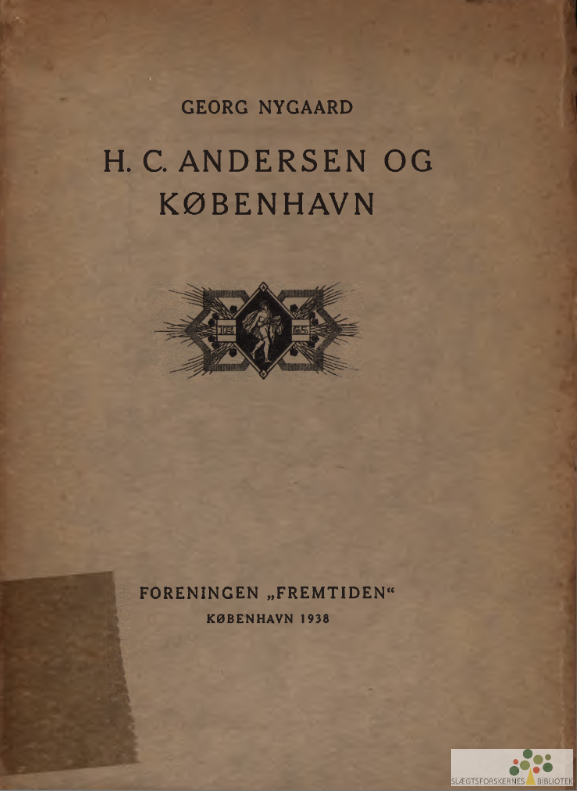 GEORG NYGAARD
H. C. ANDERSEN OG
KØBENHAVN
FORENINGEN „FREMTIDEN“
KØBENHAVN 1938
SLÆGTSFORSKERNES BIBLIOTEK